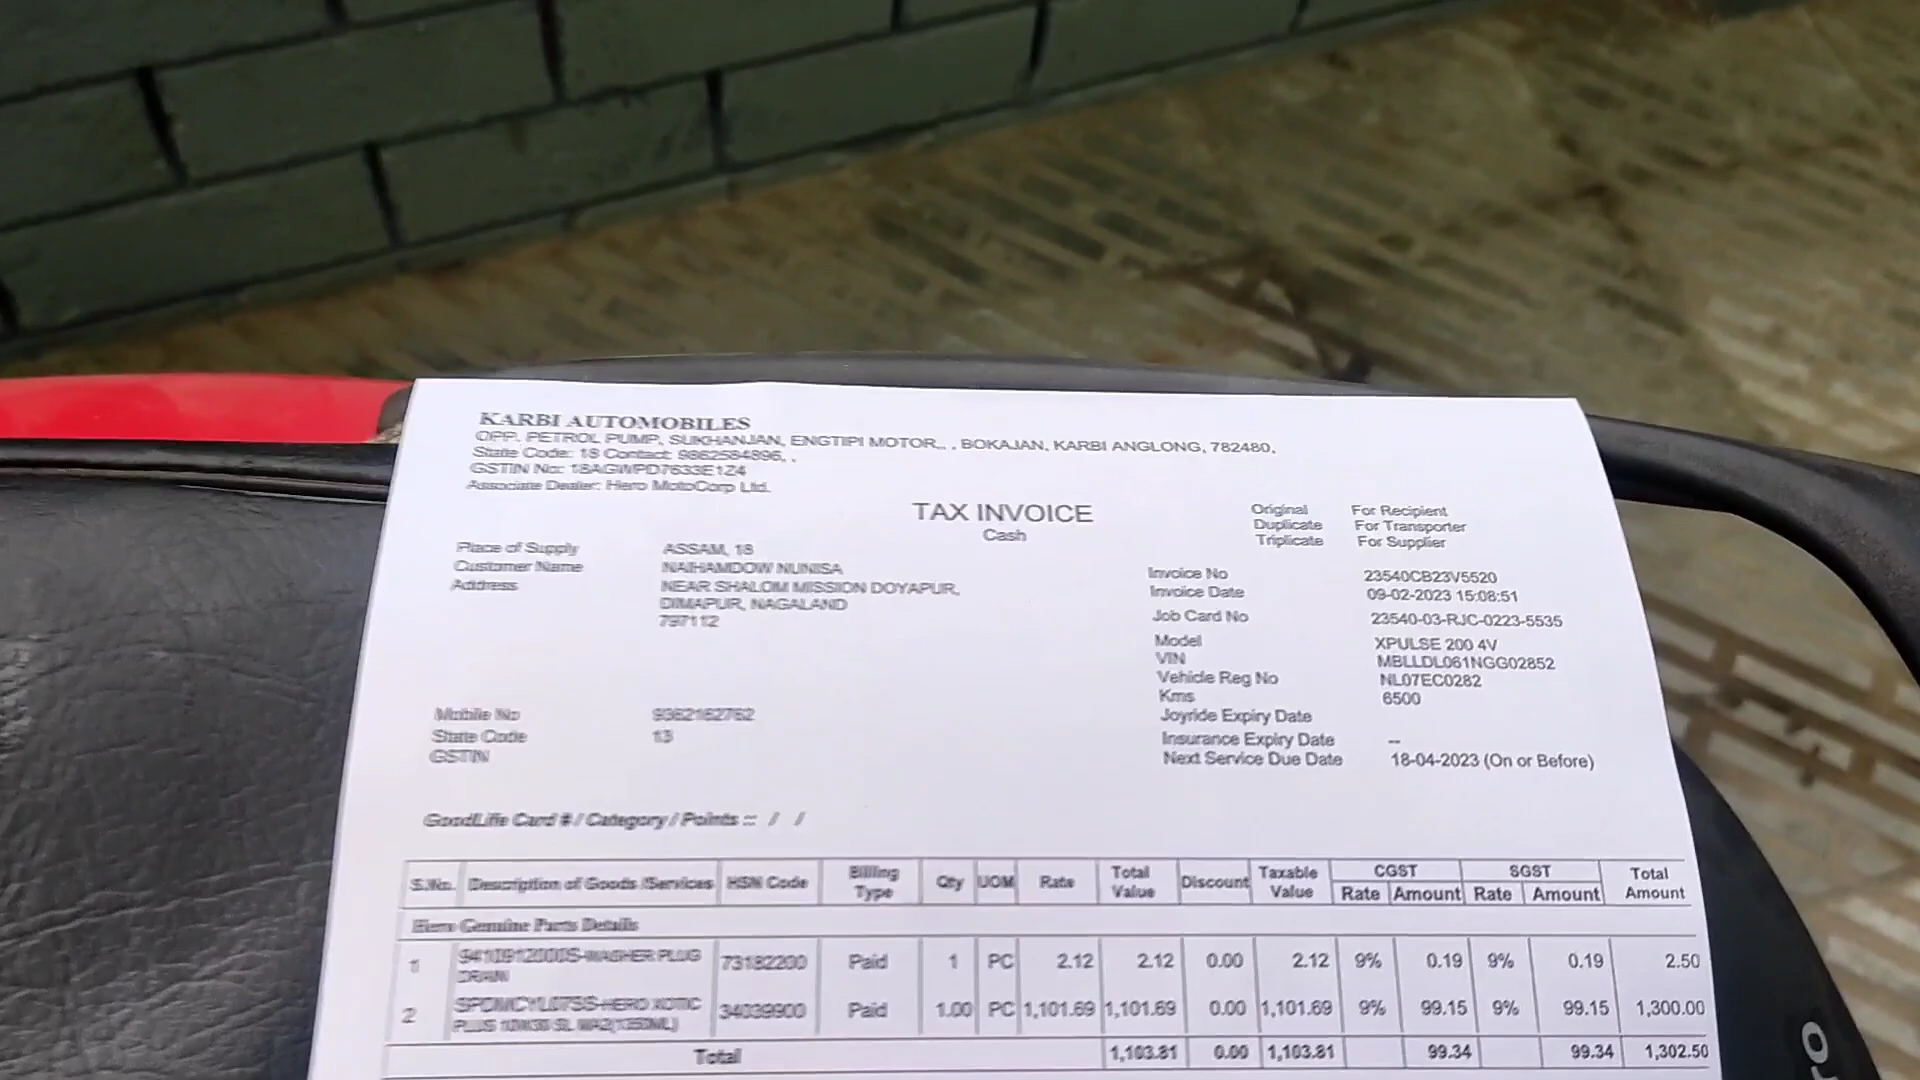 KARBI AUTOMOBILES
OPP. PETROL PUMP, SUKHANJAN, ENGTIPI MOTOR,, , BOKAJAN, KARBI ANGLONG, 782480,
State Code: 18 Contact: 9862584896, ,
GSTIN No: 18AGWPD7633E1Z4
Associate Dealer: Hero MotoCorp Ltd.
TAX INVOICE
Cash
Original For Recipient
Duplicate For Transporter
Triplicate For Supplier
Place of Supply ASSAM, 18
Customer Name NAIHAMDOW NUNISA
Address NEAR SHALOM MISSION DOYAPUR,
DIMAPUR, NAGALAND
797112
Mobile No 9362162762
State Code 13
GSTIN
Invoice No 23540CB23V5520
Invoice Date 09-02-2023 15:08:51
Job Card No 23540-03-RJC-0223-5535
Model XPULSE 200 4V
VIN MBLLDL061NGG02852
Vehicle Reg No NL07EC0282
Kms 6500
Joyride Expiry Date
Insurance Expiry Date --
Next Service Due Date 18-04-2023 (On or Before)
GoodLife Card # / Category / Points :: / /
S.No. Description of Goods /Services HSN Code Billing Type Qty UOM Rate Total Value Discount Taxable Value CGST Rate Amount SGST Rate Amount Total Amount
Hero Genuine Parts Details
1 9410912000S-WASHER PLUG DRAIN 73182200 Paid 1 PC 2.12 2.12 0.00 2.12 9% 0.19 9% 0.19 2.50
2 HERO XOTIC PLUS 10W30 SL MA2 34039900 Paid 1.00 PC 1,101.69 1,101.69 0.00 1,101.69 9% 99.15 9% 99.15 1,300.00
Total 1,103.81 0.00 1,103.81 99.34 99.34 1,302.50